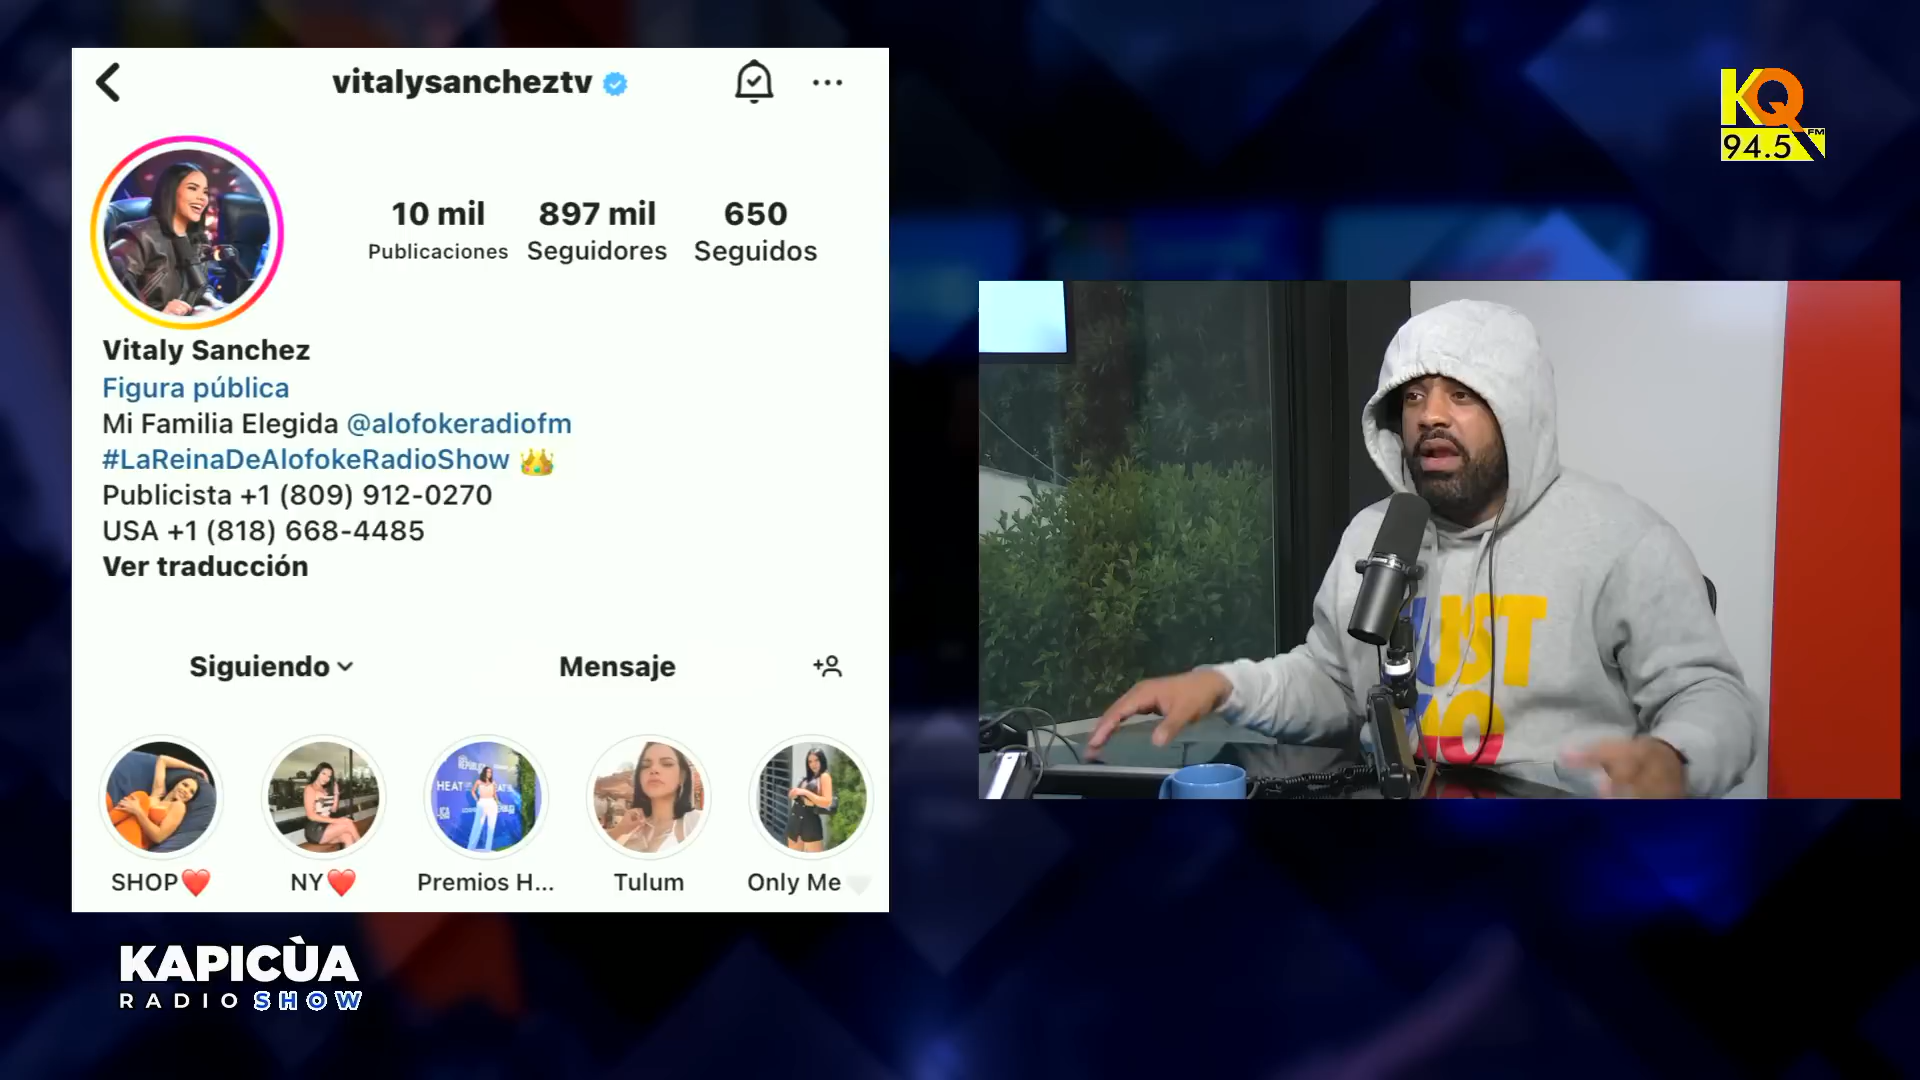 vitalysancheztv
10 mil
897 mil
650
Publicaciones
Seguidores
Seguidos
Vitaly Sanchez
Figura pública
Mi Familia Elegida @alofokeradiofm
#LaReinaDeAlofokeRadioShow 👑
Publicista +1 (809) 912-0270
USA +1 (818) 668-4485
Ver traducción
Siguiendo
Mensaje
HEAT
SHOP❤️
NY❤️
Premios H...
Tulum
Only Me 🤍
KAPICÙA
RADIO SHOW
KQ
94.5 FM
JUST